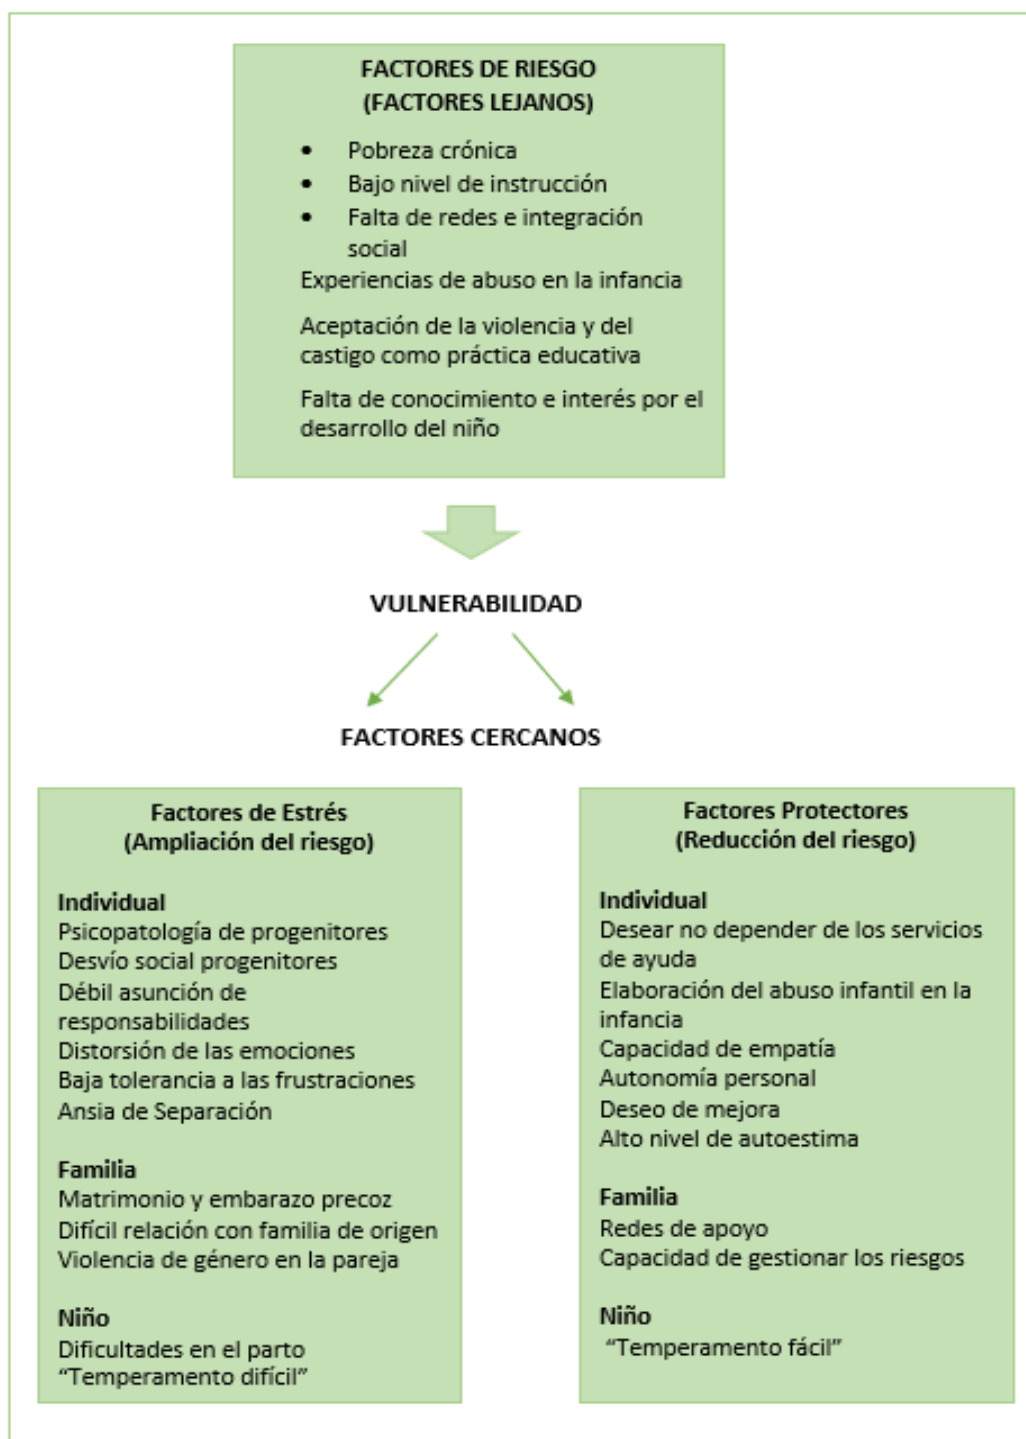 FACTORES DE RIESGO
(FACTORES LEJANOS)
• Pobreza crónica
• Bajo nivel de instrucción
• Falta de redes e integración
social
Experiencias de abuso en la infancia
Aceptación de la violencia y del
castigo como práctica educativa
Falta de conocimiento e interés por el
desarrollo del niño
VULNERABILIDAD
FACTORES CERCANOS
Factores de Estrés
(Ampliación del riesgo)
Individual
Psicopatología de progenitores
Desvío social progenitores
Débil asunción de
responsabilidades
Distorsión de las emociones
Baja tolerancia a las frustraciones
Ansia de Separación
Familia
Matrimonio y embarazo precoz
Difícil relación con familia de origen
Violencia de género en la pareja
Niño
Dificultades en el parto
“Temperamento difícil”
Factores Protectores
(Reducción del riesgo)
Individual
Desear no depender de los servicios
de ayuda
Elaboración del abuso infantil en la
infancia
Capacidad de empatía
Autonomía personal
Deseo de mejora
Alto nivel de autoestima
Familia
Redes de apoyo
Capacidad de gestionar los riesgos
Niño
“Temperamento fácil”